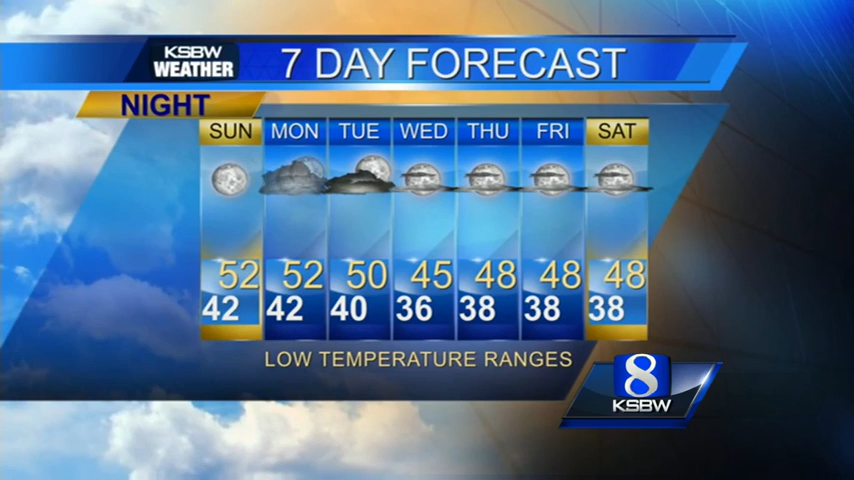 KSBW
WEATHER
7 DAY FORECAST
NIGHT
SUN MON TUE WED THU FRI SAT
52 52 50 45 48 48 48
42 42 40 36 38 38 38
LOW TEMPERATURE RANGES
8
KSBW